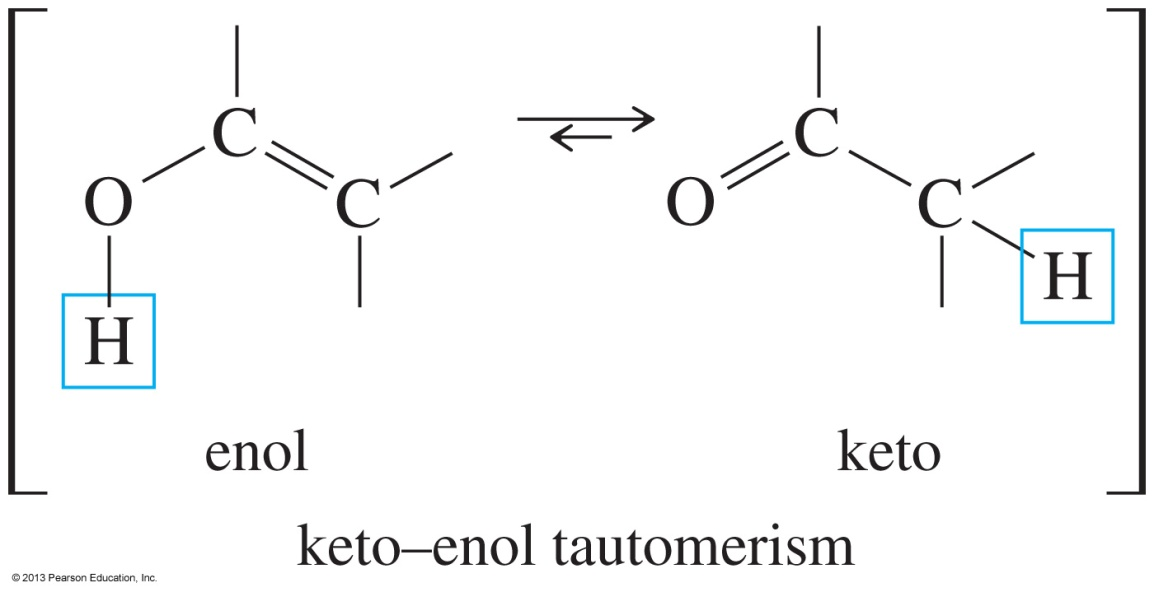 C
C
O
H
enol
O
C
C
H
keto
keto–enol tautomerism
© 2013 Pearson Education, Inc.